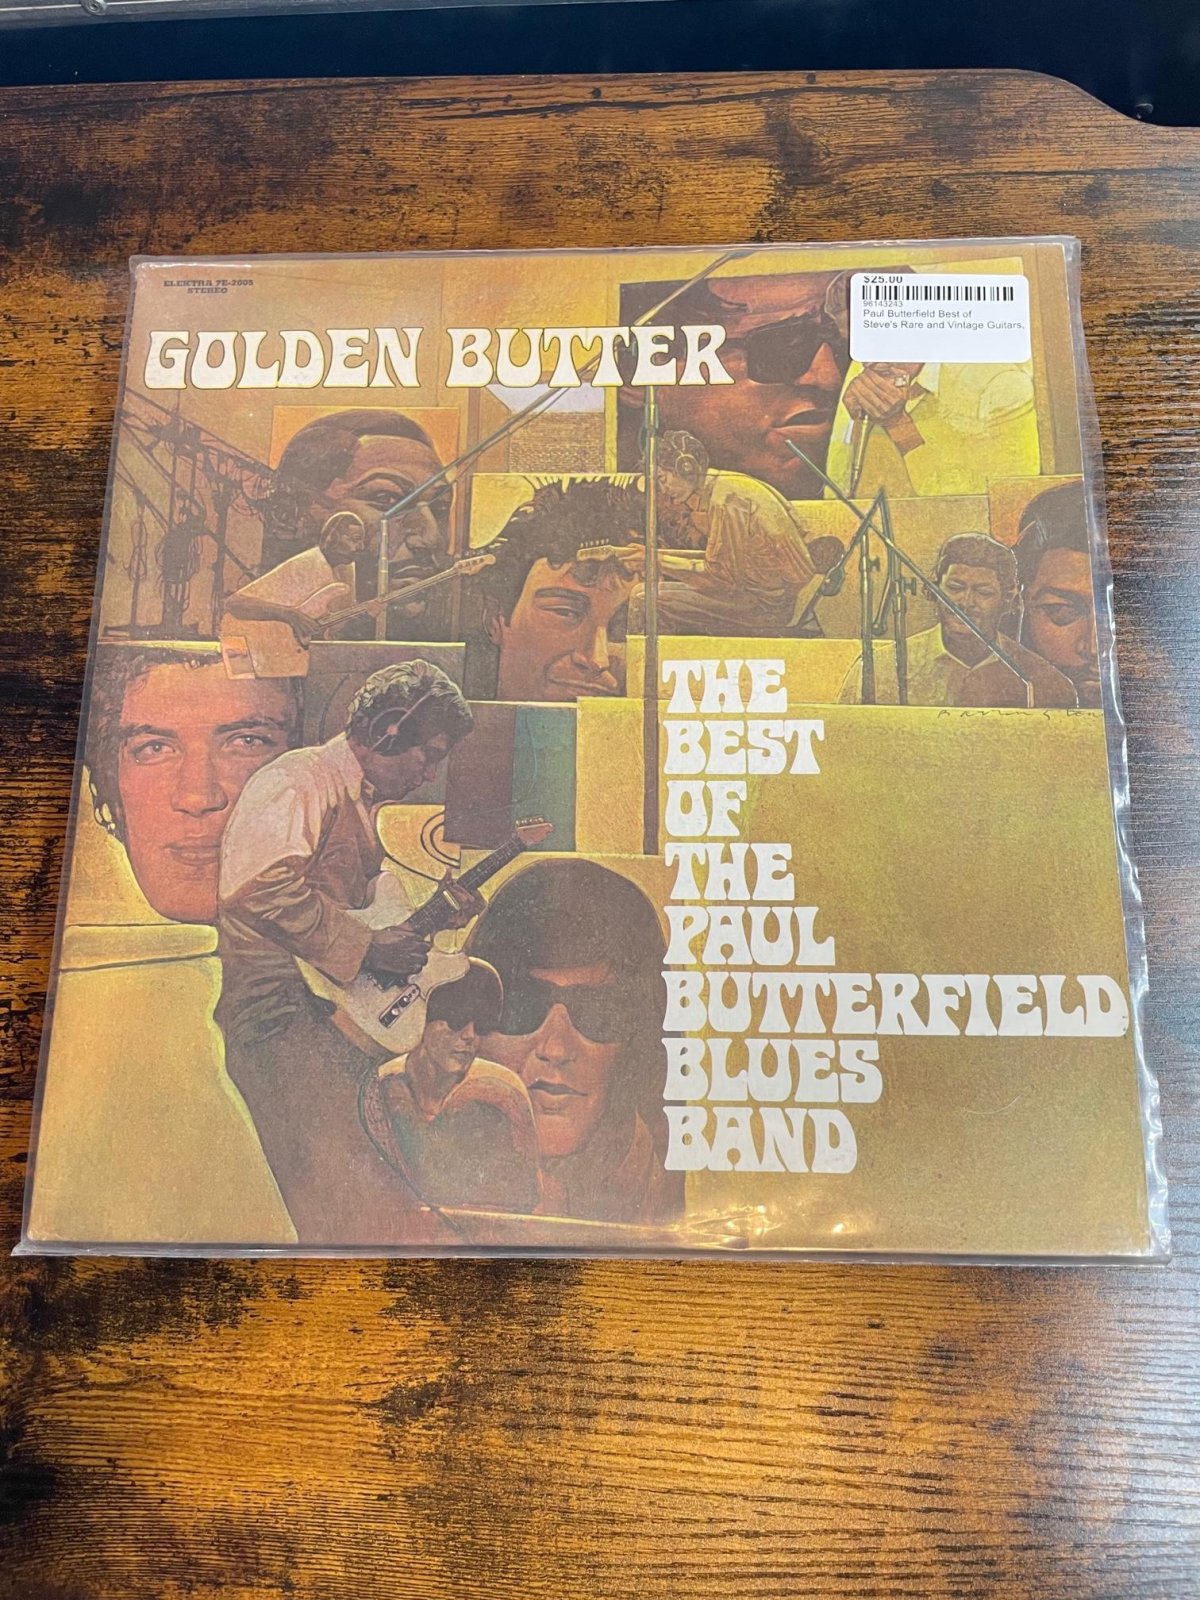 ELEKTRA 7E-2005
STEREO
GOLDEN BUTTER
$25.00
96143243
Paul Butterfield Best of
Steve's Rare and Vintage Guitars,
THE
BEST
OF
THE
PAUL
BUTTERFIELD
BLUES
BAND